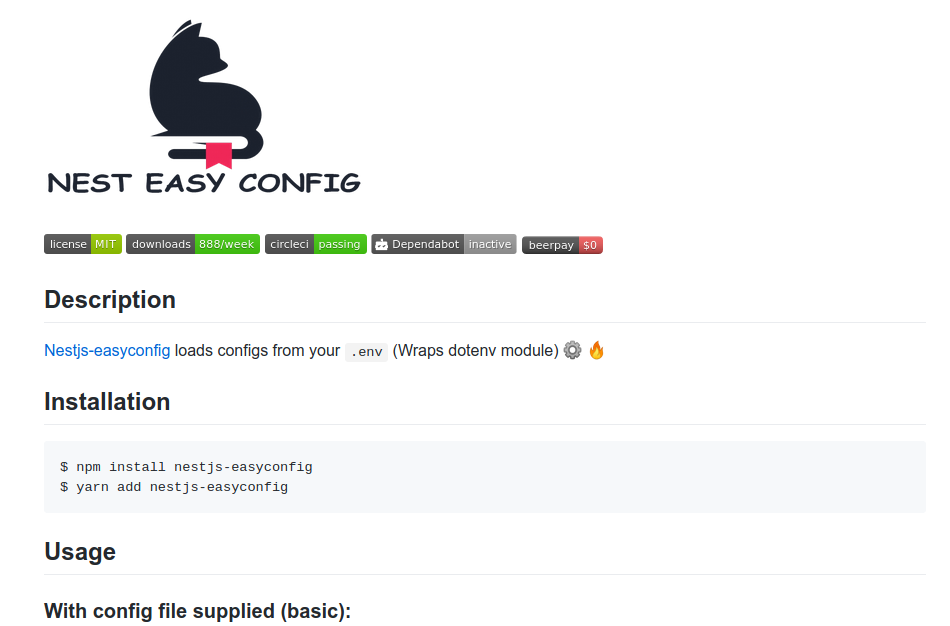 NEST EASY CONFIG
license MIT downloads 888/week circleci passing Dependabot inactive beerpay $0
Description
Nestjs-easyconfig loads configs from your .env (Wraps dotenv module) ⚙️ 🔥
Installation
$ npm install nestjs-easyconfig
$ yarn add nestjs-easyconfig
Usage
With config file supplied (basic):